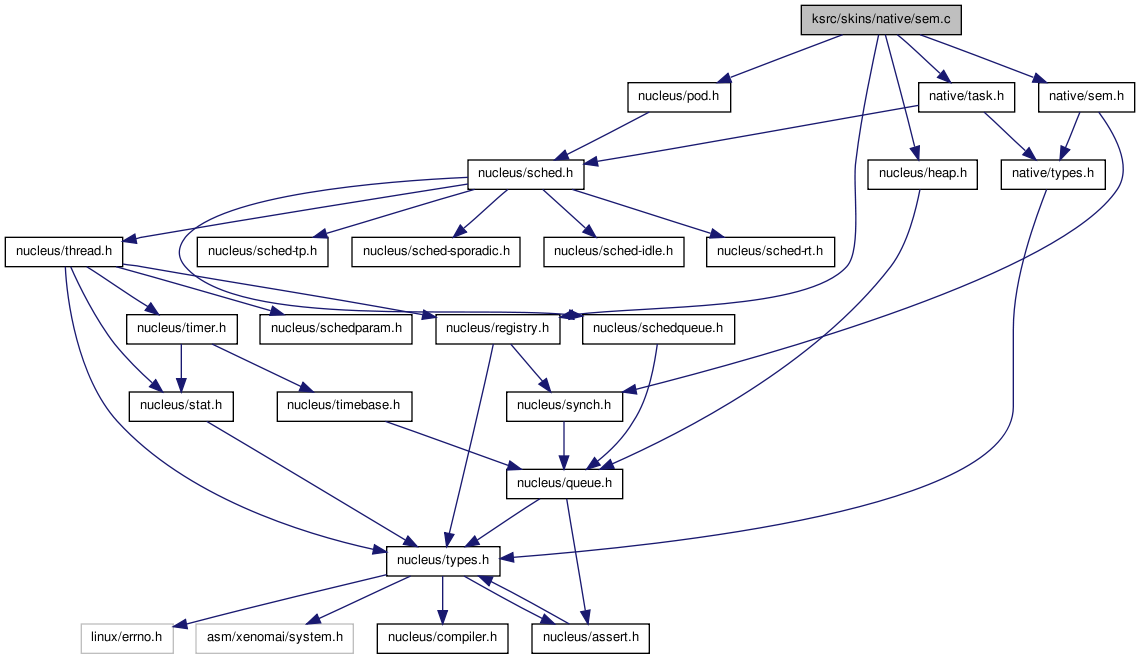 ksrc/skins/native/sem.c
nucleus/pod.h
native/task.h
native/sem.h
nucleus/sched.h
nucleus/heap.h
native/types.h
nucleus/thread.h
nucleus/sched-tp.h
nucleus/sched-sporadic.h
nucleus/sched-idle.h
nucleus/sched-rt.h
nucleus/timer.h
nucleus/schedparam.h
nucleus/registry.h
nucleus/schedqueue.h
nucleus/stat.h
nucleus/timebase.h
nucleus/synch.h
nucleus/queue.h
nucleus/types.h
linux/errno.h
asm/xenomai/system.h
nucleus/compiler.h
nucleus/assert.h